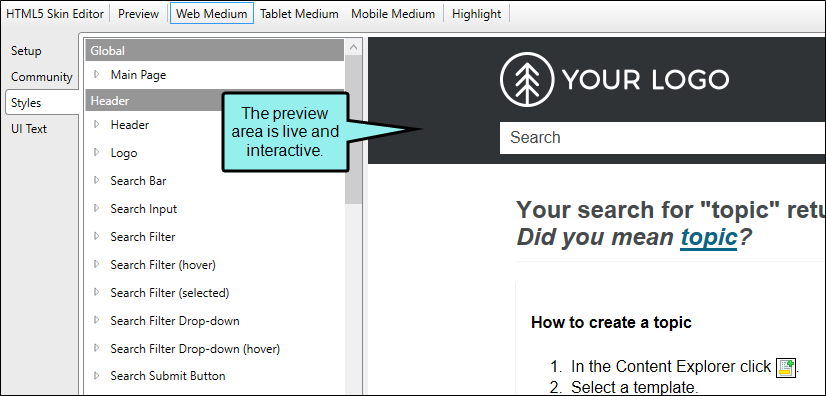 HTML5 Skin Editor Preview Web Medium Tablet Medium Mobile Medium Highlight
Setup
Community
Styles
UI Text
Global
Main Page
Header
Header
Logo
Search Bar
Search Input
Search Filter
Search Filter (hover)
Search Filter (selected)
Search Filter Drop-down
Search Filter Drop-down (hover)
Search Submit Button
The preview
area is live and
interactive.
YOUR LOGO
Search
Your search for "topic" retu
Did you mean topic?
How to create a topic
1. In the Content Explorer click .
2. Select a template.